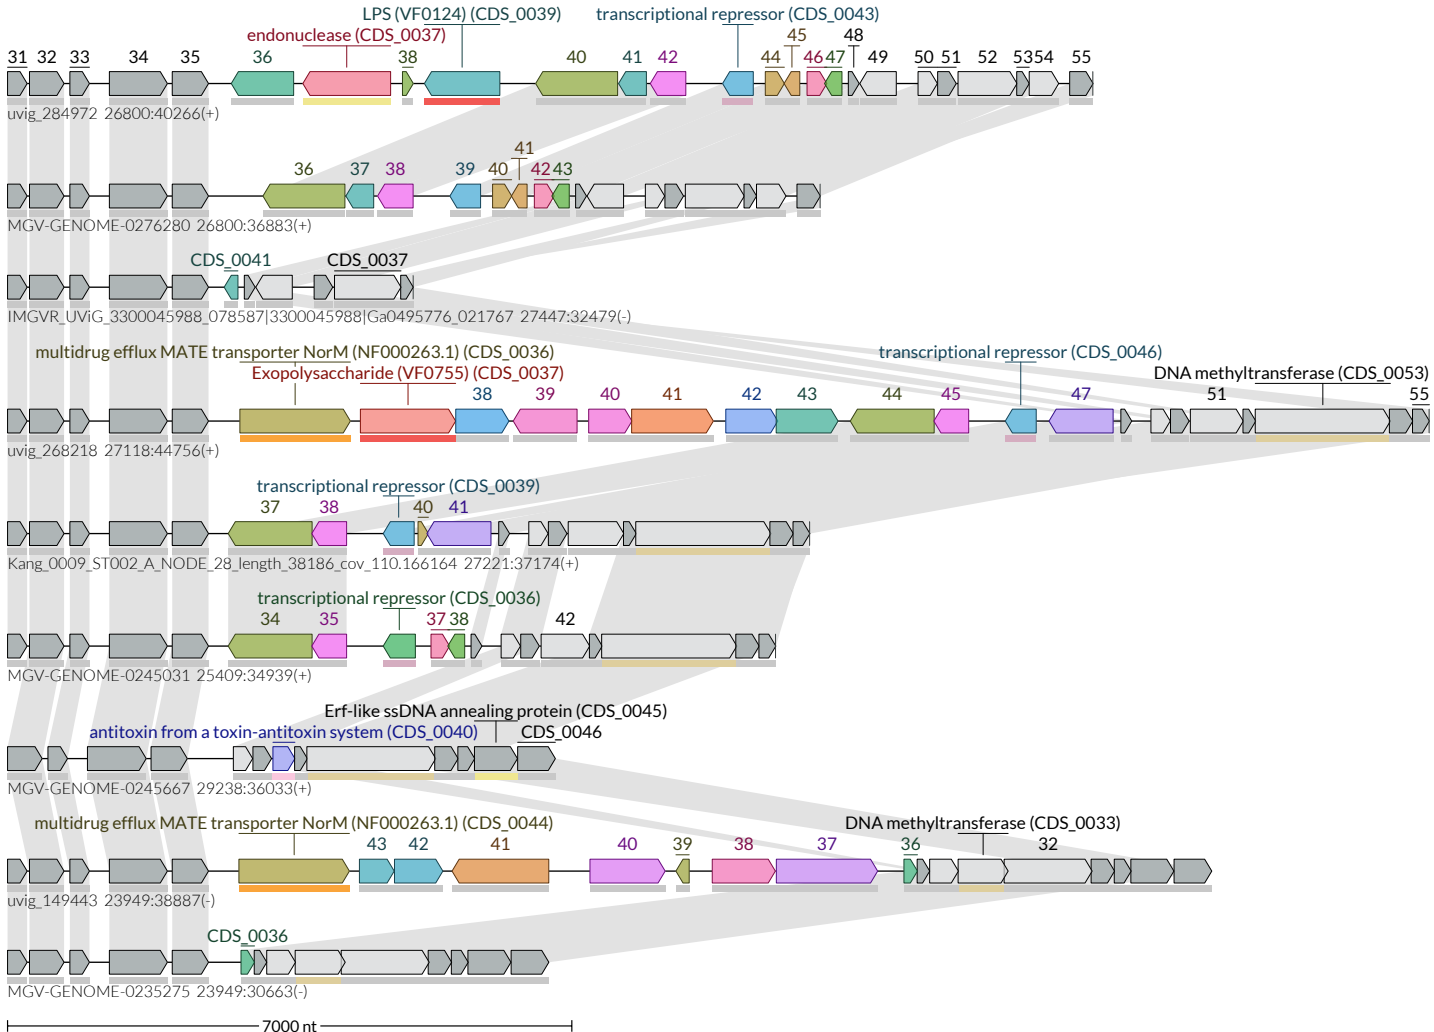 LPS (VF0124) (CDS_0039) transcriptional repressor (CDS_0043)
endonuclease (CDS_0037) 45 48
31 32 33 34 35 36 38 40 41 42 44 46 47 49 50 51 52 53 54 55
uvig_284972 26800:40266(+)
41
36 37 38 39 40 42 43
MGV-GENOME-0276280 26800:36883(+)
CDS_0041 CDS_0037
IMGVR_UViG_3300045988_078587|3300045988|Ga0495776_021767 27447:32479(-)
multidrug efflux MATE transporter NorM (NF000263.1) (CDS_0036) transcriptional repressor (CDS_0046)
Exopolysaccharide (VF0755) (CDS_0037) DNA methyltransferase (CDS_0053)
38 39 40 41 42 43 44 45 47 51 55
uvig_268218 27118:44756(+)
transcriptional repressor (CDS_0039)
37 38 40 41
Kang_0009_ST002_A_NODE_28_length_38186_cov_110.166164 27221:37174(+)
transcriptional repressor (CDS_0036)
34 35 37 38 42
MGV-GENOME-0245031 25409:34939(+)
Erf-like ssDNA annealing protein (CDS_0045)
antitoxin from a toxin-antitoxin system (CDS_0040) CDS_0046
MGV-GENOME-0245667 29238:36033(+)
multidrug efflux MATE transporter NorM (NF000263.1) (CDS_0044) DNA methyltransferase (CDS_0033)
43 42 41 40 39 38 37 36 32
uvig_149443 23949:38887(-)
CDS_0036
MGV-GENOME-0235275 23949:30663(-)
7000 nt